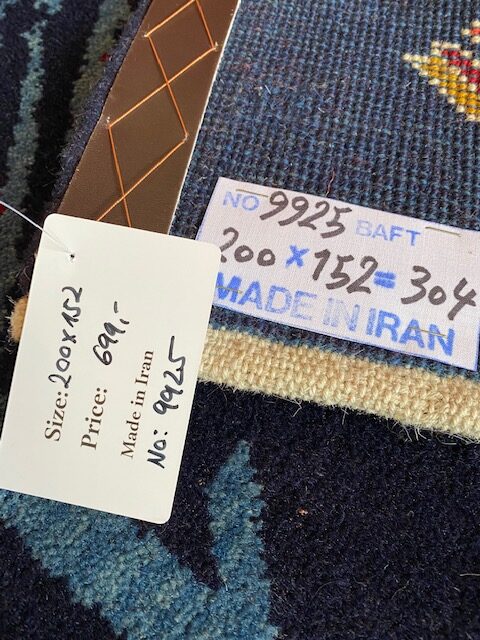 NO 9925 BAFT
200 x 152 = 304
MADE IN IRAN
Size: 200 x 152
Price: 699,-
Made in Iran
No: 9925